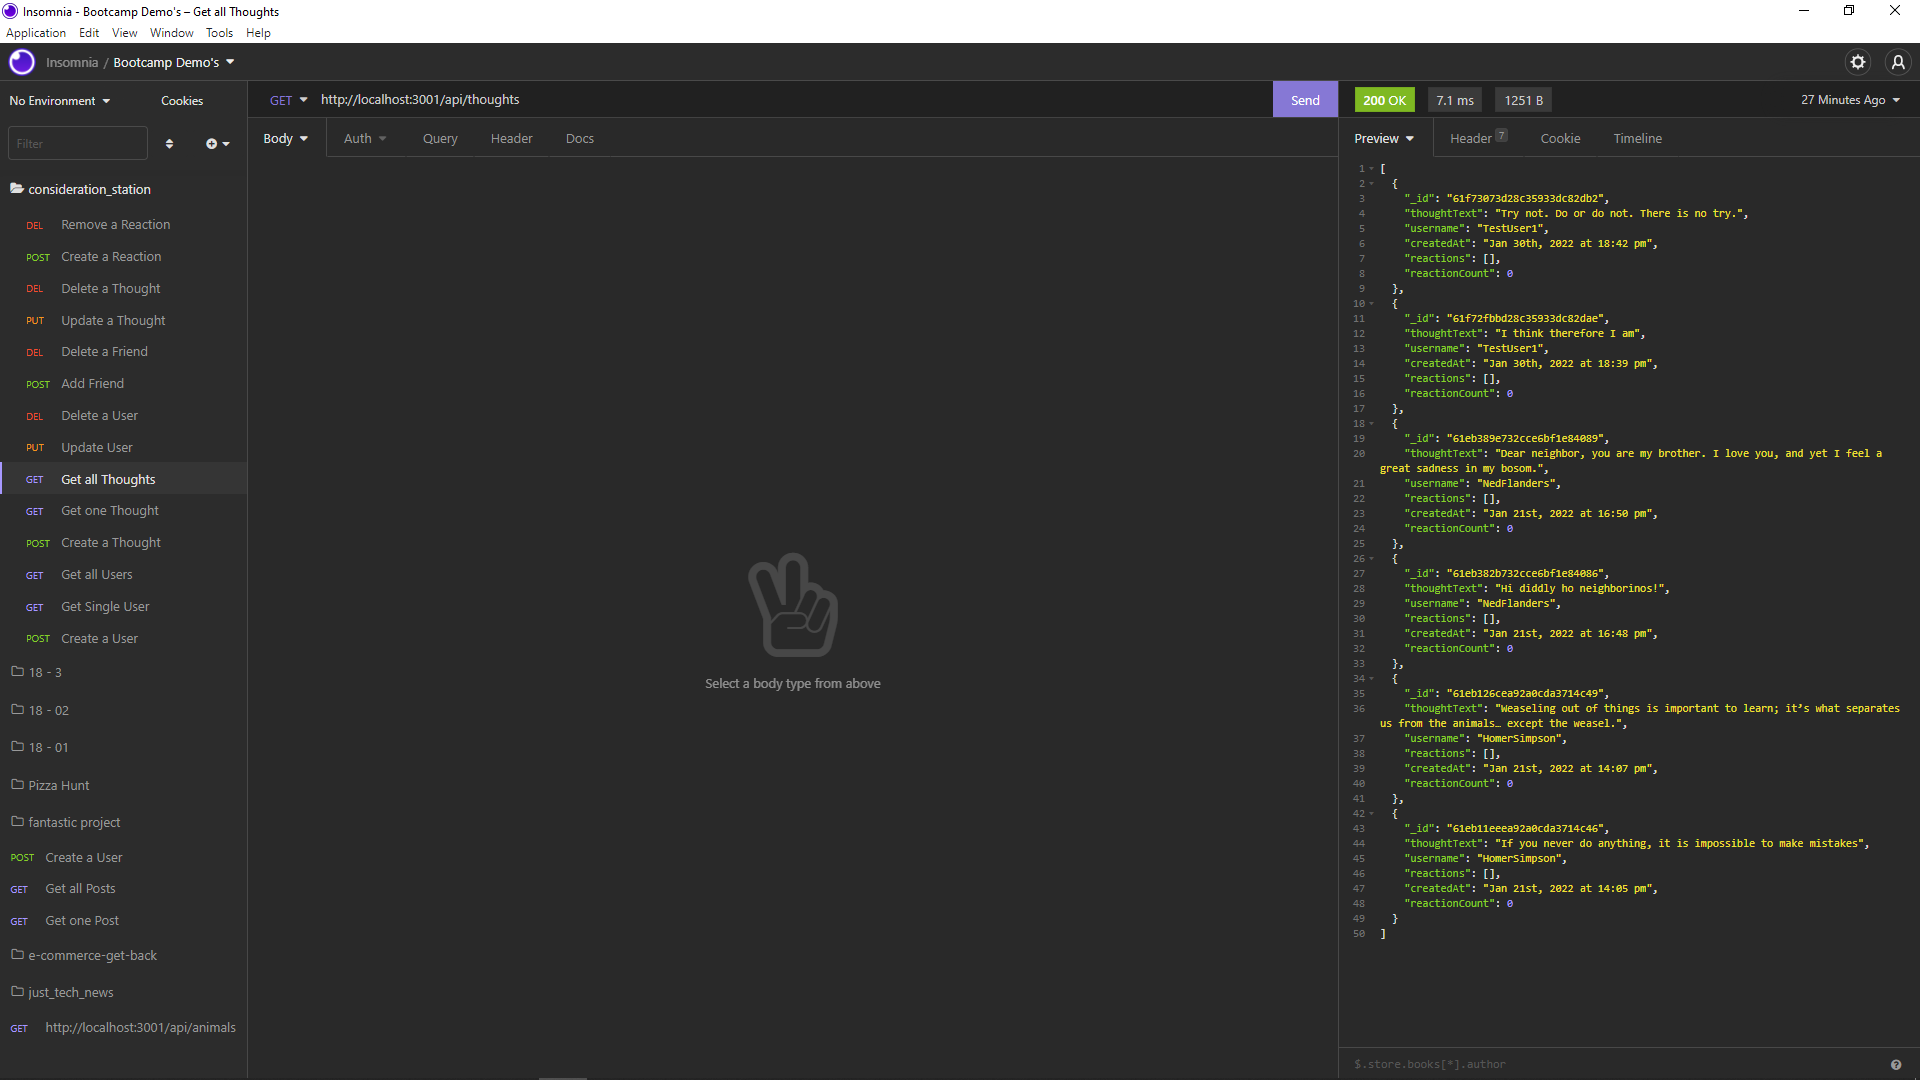 Insomnia - Bootcamp Demo's – Get all Thoughts
Application Edit View Window Tools Help
Insomnia / Bootcamp Demo's
No Environment Cookies
GET http://localhost:3001/api/thoughts Send
200 OK 7.1 ms 1251 B 27 Minutes Ago
Filter
Body Auth Query Header Docs
Preview Header 7 Cookie Timeline
consideration_station
DEL Remove a Reaction
POST Create a Reaction
DEL Delete a Thought
PUT Update a Thought
DEL Delete a Friend
POST Add Friend
DEL Delete a User
PUT Update User
GET Get all Thoughts
GET Get one Thought
POST Create a Thought
GET Get all Users
GET Get Single User
POST Create a User
18 - 3
18 - 02
18 - 01
Pizza Hunt
fantastic project
POST Create a User
GET Get all Posts
GET Get one Post
e-commerce-get-back
just_tech_news
GET http://localhost:3001/api/animals
Select a body type from above
1 [
2 {
3 "_id": "61f73073d28c35933dc82db2",
4 "thoughtText": "Try not. Do or do not. There is no try.",
5 "username": "TestUser1",
6 "createdAt": "Jan 30th, 2022 at 18:42 pm",
7 "reactions": [],
8 "reactionCount": 0
9 },
10 {
11 "_id": "61f72fbbd28c35933dc82dae",
12 "thoughtText": "I think therefore I am",
13 "username": "TestUser1",
14 "createdAt": "Jan 30th, 2022 at 18:39 pm",
15 "reactions": [],
16 "reactionCount": 0
17 },
18 {
19 "_id": "61eb389e732cce6bf1e84089",
20 "thoughtText": "Dear neighbor, you are my brother. I love you, and yet I feel a
great sadness in my bosom.",
21 "username": "NedFlanders",
22 "reactions": [],
23 "createdAt": "Jan 21st, 2022 at 16:50 pm",
24 "reactionCount": 0
25 },
26 {
27 "_id": "61eb382b732cce6bf1e84086",
28 "thoughtText": "Hi diddly ho neighborinos!",
29 "username": "NedFlanders",
30 "reactions": [],
31 "createdAt": "Jan 21st, 2022 at 16:48 pm",
32 "reactionCount": 0
33 },
34 {
35 "_id": "61eb126cea92a0cda3714c49",
36 "thoughtText": "Weaseling out of things is important to learn; it’s what separates
us from the animals… except the weasel.",
37 "username": "HomerSimpson",
38 "reactions": [],
39 "createdAt": "Jan 21st, 2022 at 14:07 pm",
40 "reactionCount": 0
41 },
42 {
43 "_id": "61eb11eeea92a0cda3714c46",
44 "thoughtText": "If you never do anything, it is impossible to make mistakes",
45 "username": "HomerSimpson",
46 "reactions": [],
47 "createdAt": "Jan 21st, 2022 at 14:05 pm",
48 "reactionCount": 0
49 }
50 ]
$.store.books[*].author